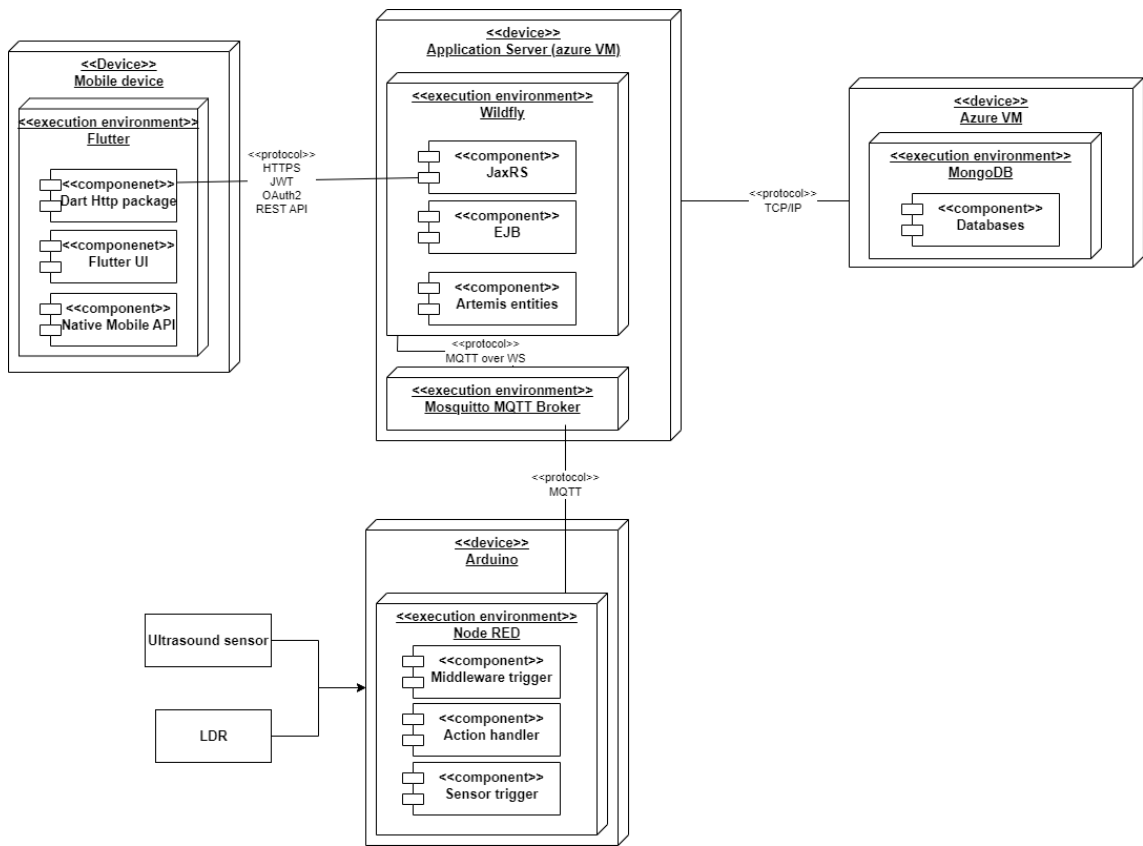 <<Device>>
Mobile device
<<execution environment>>
Flutter
<<componenet>>
Dart Http package
<<componenet>>
Flutter UI
<<component>>
Native Mobile API
<<protocol>>
HTTPS
JWT
OAuth2
REST API
<<device>>
Application Server (azure VM)
<<execution environment>>
Wildfly
<<component>>
JaxRS
<<component>>
EJB
<<component>>
Artemis entities
<<protocol>>
MQTT over WS
<<execution environment>>
Mosquitto MQTT Broker
<<protocol>>
TCP/IP
<<device>>
Azure VM
<<execution environment>>
MongoDB
<<component>>
Databases
<<protocol>>
MQTT
<<device>>
Arduino
<<execution environment>>
Node RED
<<component>>
Middleware trigger
<<component>>
Action handler
<<component>>
Sensor trigger
Ultrasound sensor
LDR